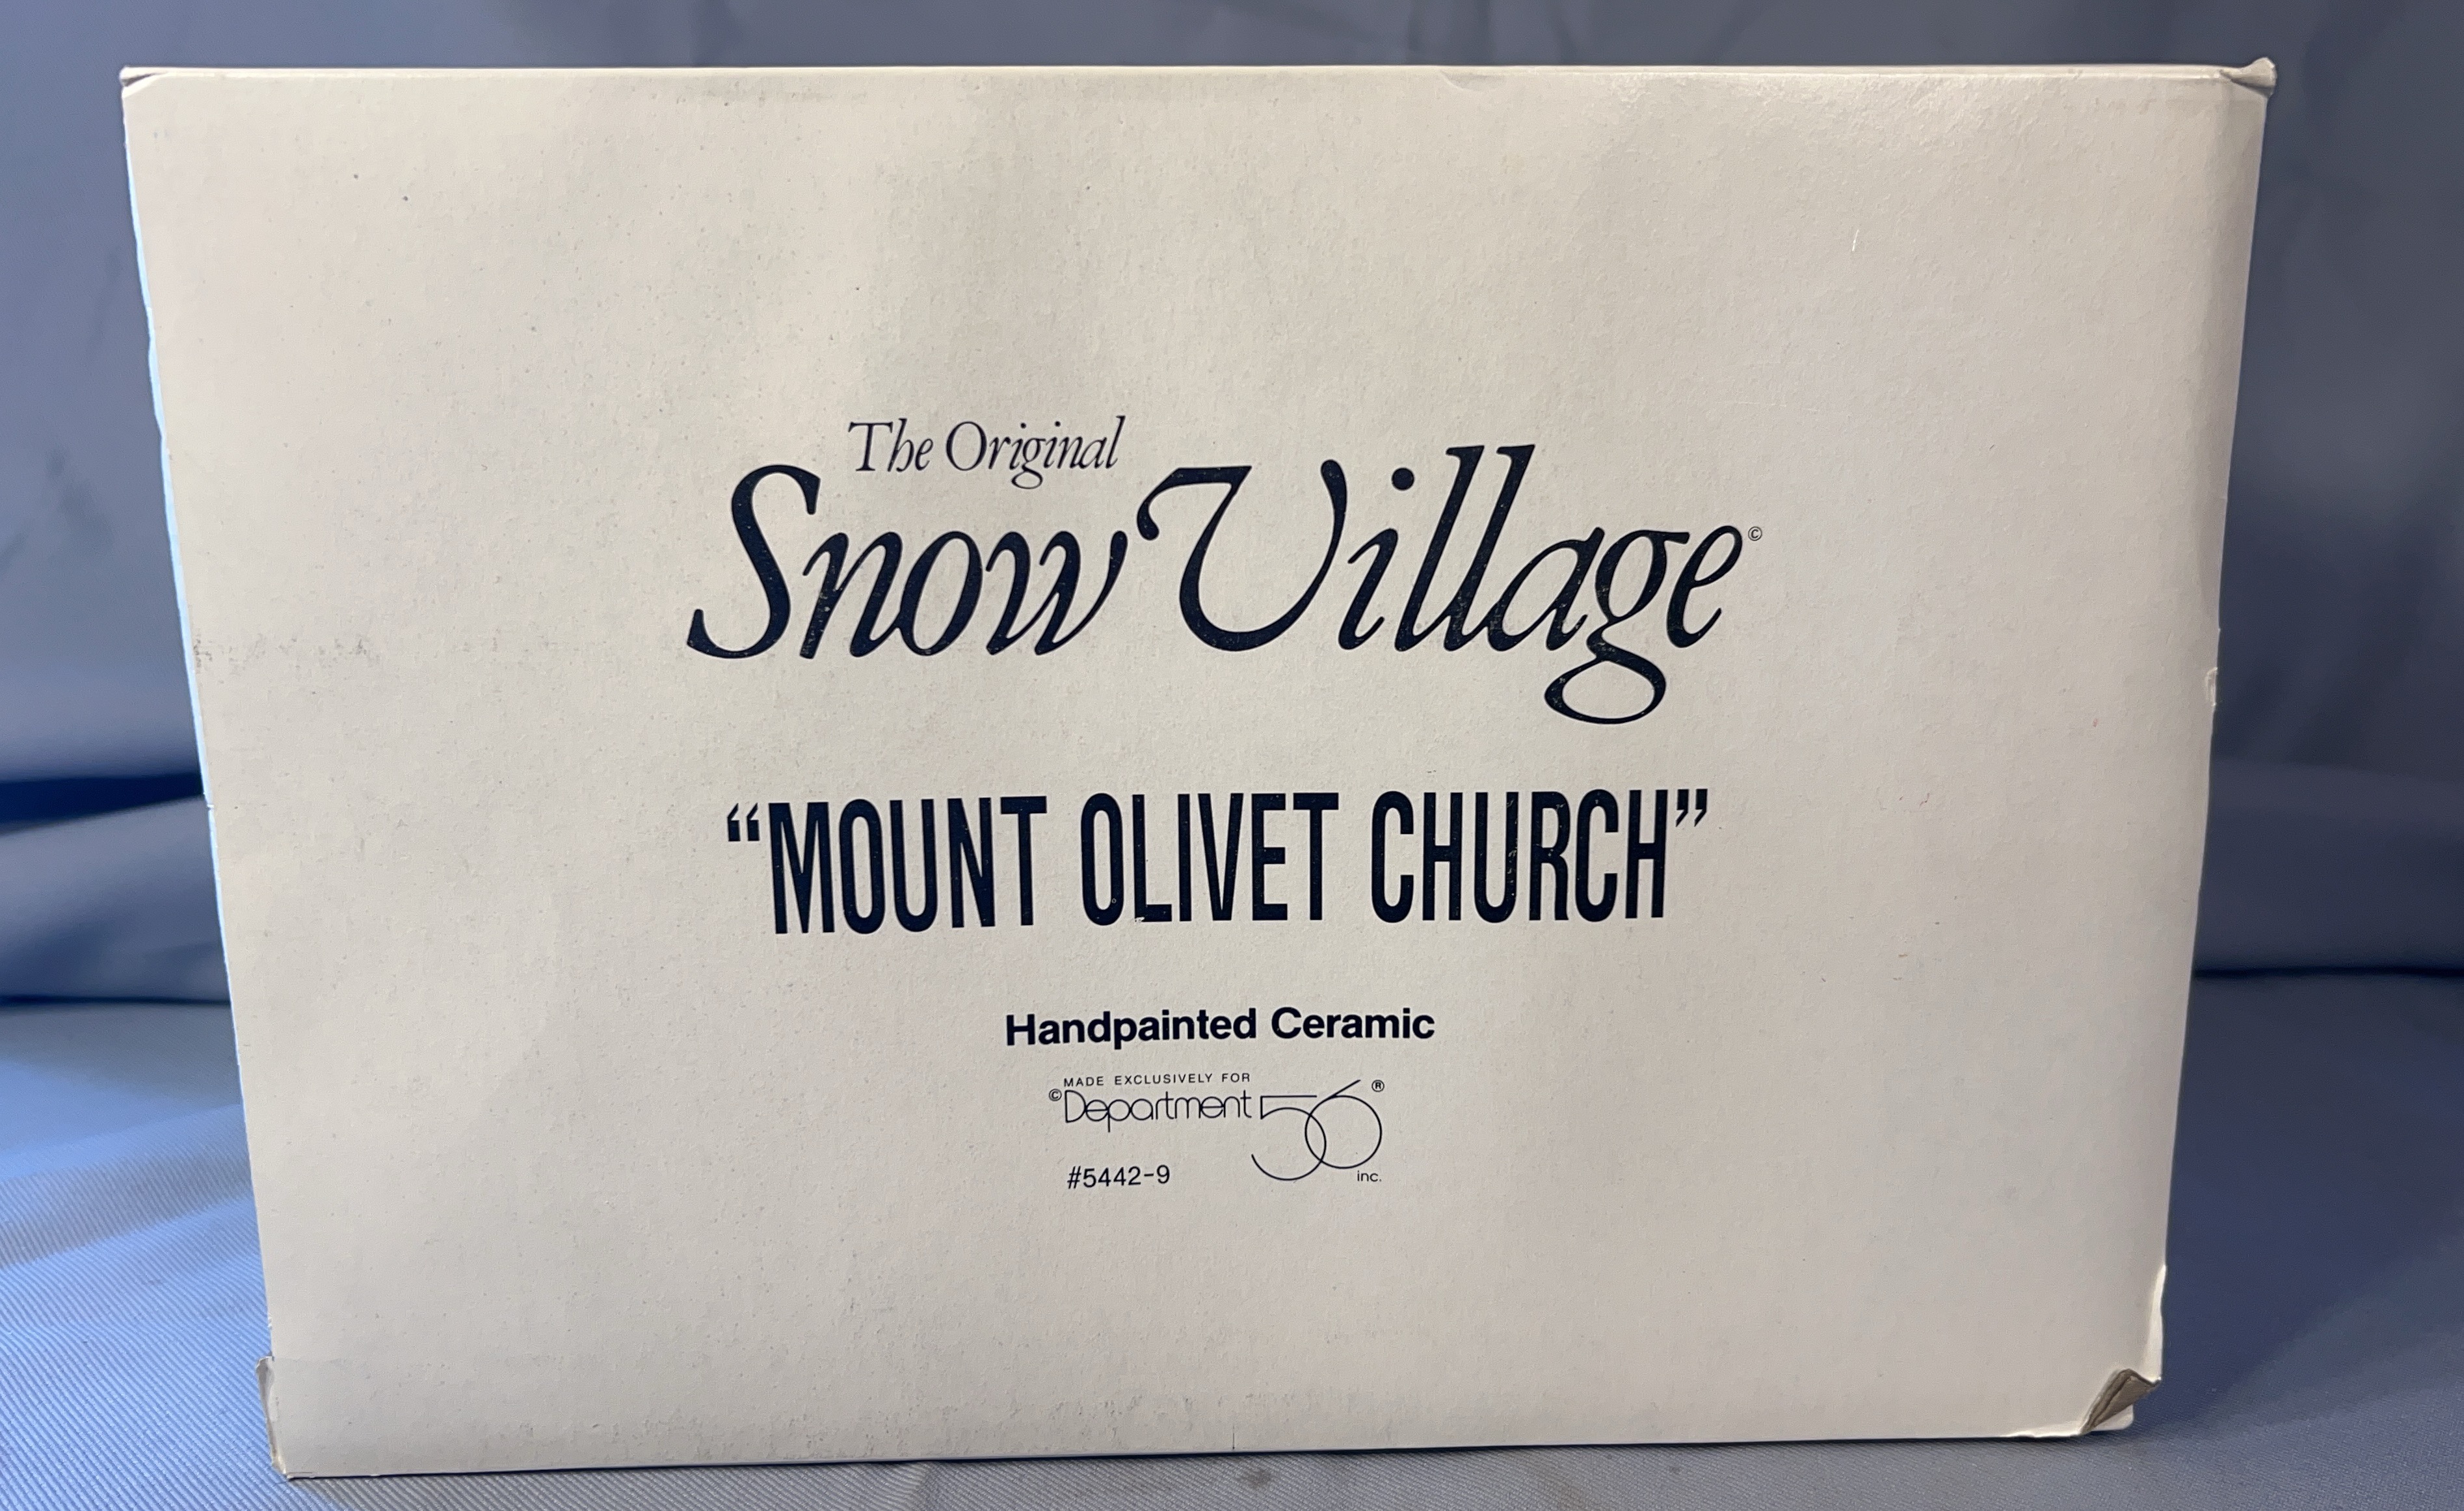 The Original
Snow Village©
“MOUNT OLIVET CHURCH”
Handpainted Ceramic
MADE EXCLUSIVELY FOR
©Department 56®
inc.
#5442-9